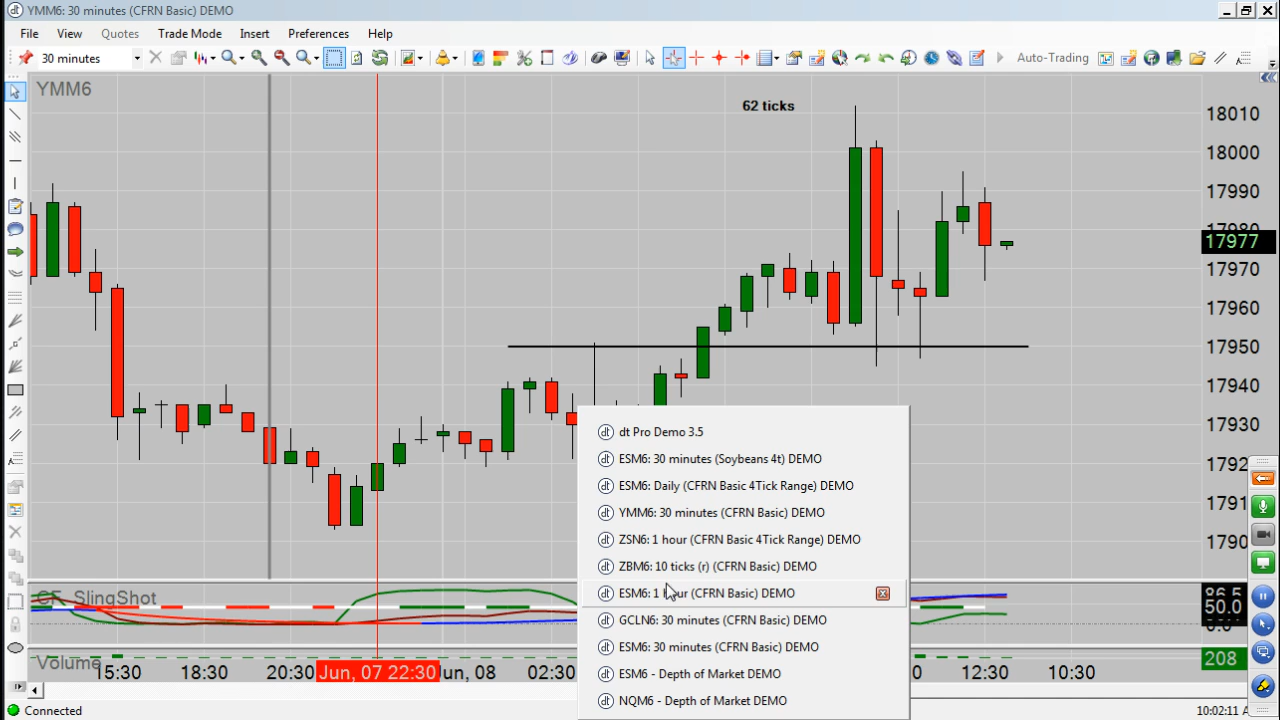 YMM6: 30 minutes (CFRN Basic) DEMO
File View Quotes Trade Mode Insert Preferences Help
30 minutes
Auto-Trading
YMM6
62 ticks
18010
18000
17990
17980
17977
17970
17960
17950
17940
17930
1792
1791
1790
dt Pro Demo 3.5
ESM6: 30 minutes (Soybeans 4t) DEMO
ESM6: Daily (CFRN Basic 4Tick Range) DEMO
YMM6: 30 minutes (CFRN Basic) DEMO
ZSN6: 1 hour (CFRN Basic 4Tick Range) DEMO
ZBM6: 10 ticks (r) (CFRN Basic) DEMO
ESM6: 1 hour (CFRN Basic) DEMO
GCLN6: 30 minutes (CFRN Basic) DEMO
ESM6: 30 minutes (CFRN Basic) DEMO
ESM6 - Depth of Market DEMO
NQM6 - Depth of Market DEMO
CF_SlingShot
86.5
50.0
Volume
208
15:30 18:30 20:30 Jun, 07 22:30 Jun, 08 02:30 0 12:30 10:30
Connected
10:02:11 AM